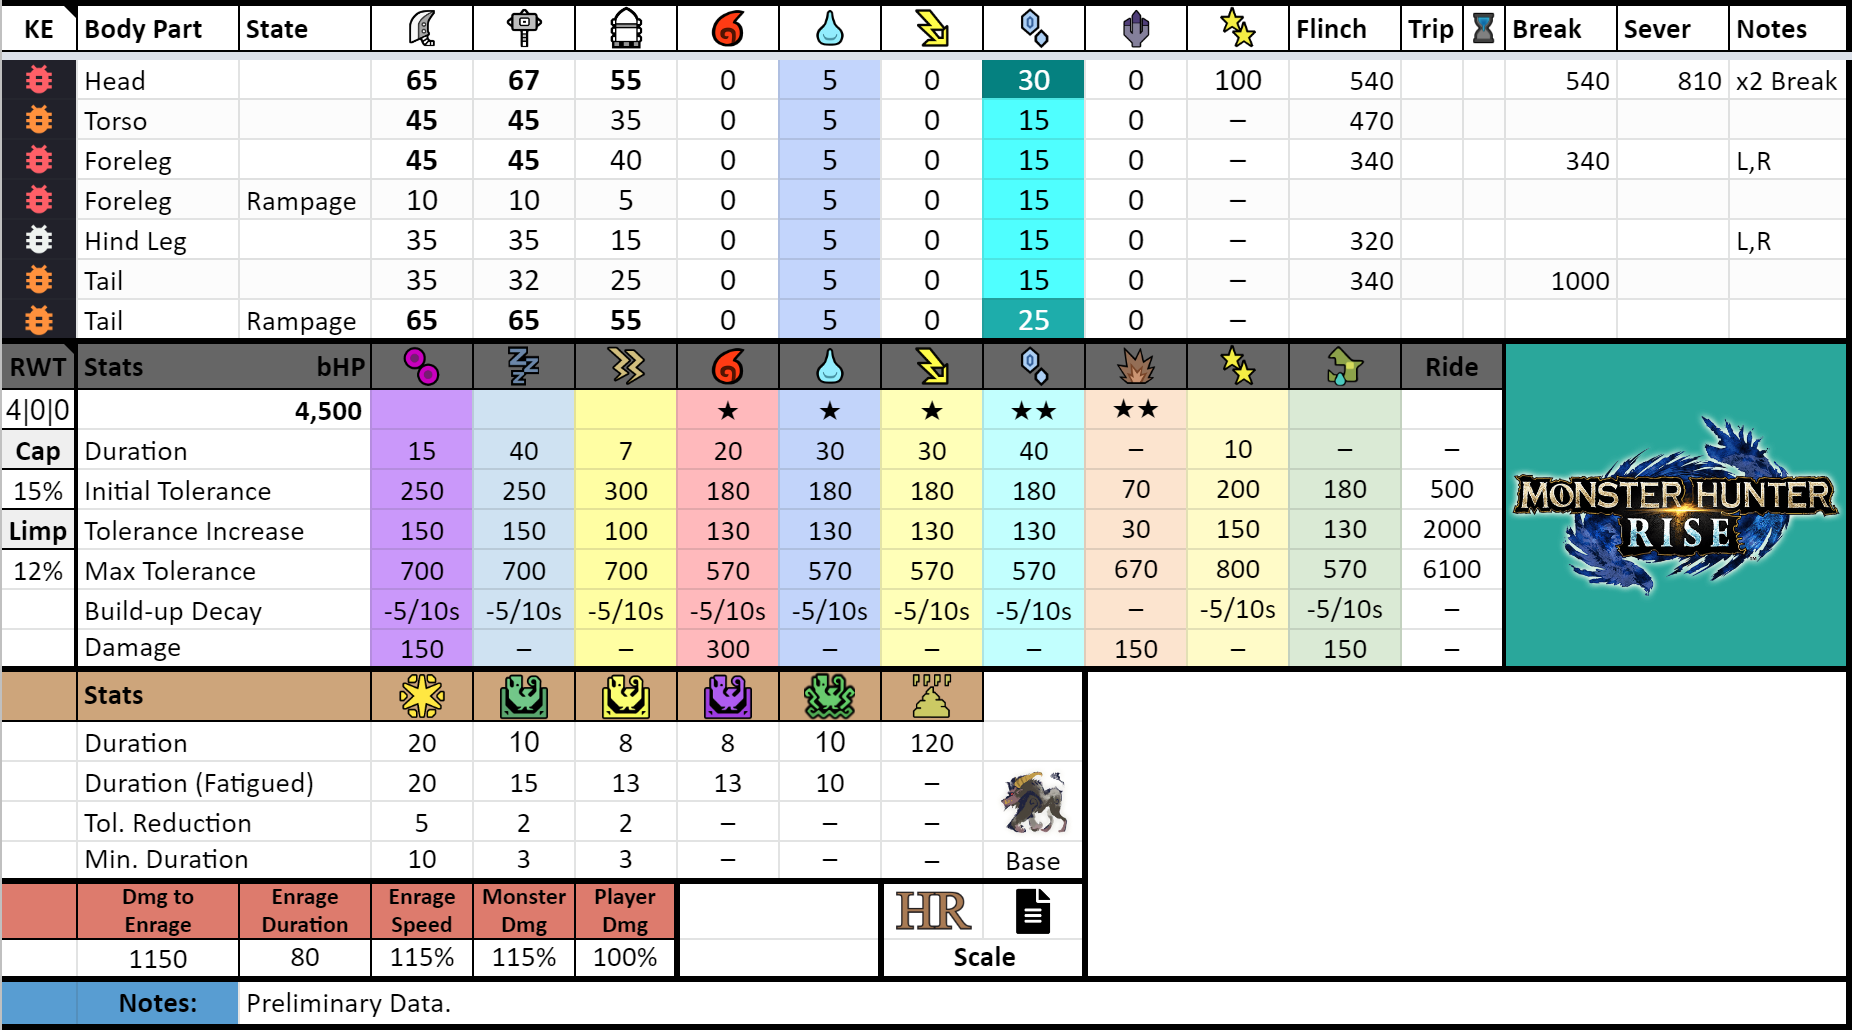 KE Body Part State Flinch Trip Break Sever Notes
Head 65 67 55 0 5 0 30 0 100 540 540 810 x2 Break
Torso 45 45 35 0 5 0 15 0 – 470
Foreleg 45 45 40 0 5 0 15 0 – 340 340 L,R
Foreleg Rampage 10 10 5 0 5 0 15 0 –
Hind Leg 35 35 15 0 5 0 15 0 – 320 L,R
Tail 35 32 25 0 5 0 15 0 – 340 1000
Tail Rampage 65 65 55 0 5 0 25 0 –
RWT Stats bHP Ride
4|0|0 4,500 ★ ★ ★ ★★ ★★
Cap Duration 15 40 7 20 30 30 40 – 10 – –
15% Initial Tolerance 250 250 300 180 180 180 180 70 200 180 500
Limp Tolerance Increase 150 150 100 130 130 130 130 30 150 130 2000
12% Max Tolerance 700 700 700 570 570 570 570 670 800 570 6100
Build-up Decay -5/10s -5/10s -5/10s -5/10s -5/10s -5/10s -5/10s – -5/10s -5/10s –
Damage 150 – – 300 – – – 150 – 150 –
MONSTER HUNTER
RISE
Stats
Duration 20 10 8 8 10 120
Duration (Fatigued) 20 15 13 13 10 –
Tol. Reduction 5 2 2 – – –
Min. Duration 10 3 3 – – – Base
Dmg to Enrage Enrage Duration Enrage Speed Monster Dmg Player Dmg HR
1150 80 115% 115% 100% Scale
Notes: Preliminary Data.